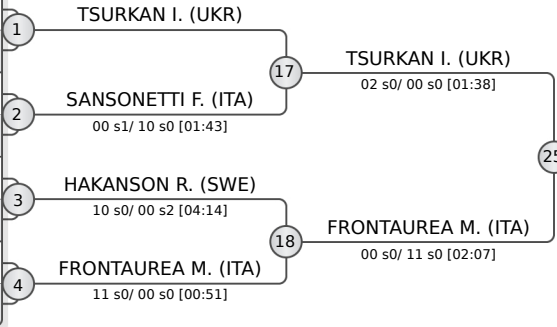 TSURKAN I. (UKR)
1
17
TSURKAN I. (UKR)
02 s0/ 00 s0 [01:38]
SANSONETTI F. (ITA)
2
00 s1/ 10 s0 [01:43]
25
HAKANSON R. (SWE)
3
10 s0/ 00 s2 [04:14]
18
FRONTAUREA M. (ITA)
00 s0/ 11 s0 [02:07]
FRONTAUREA M. (ITA)
4
11 s0/ 00 s0 [00:51]